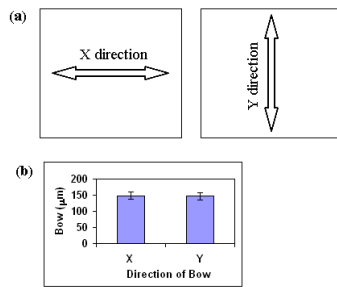 (a)
X direction
Y direction
(b)
200
150
100
50
0
Bow (µm)
X Y
Direction of Bow